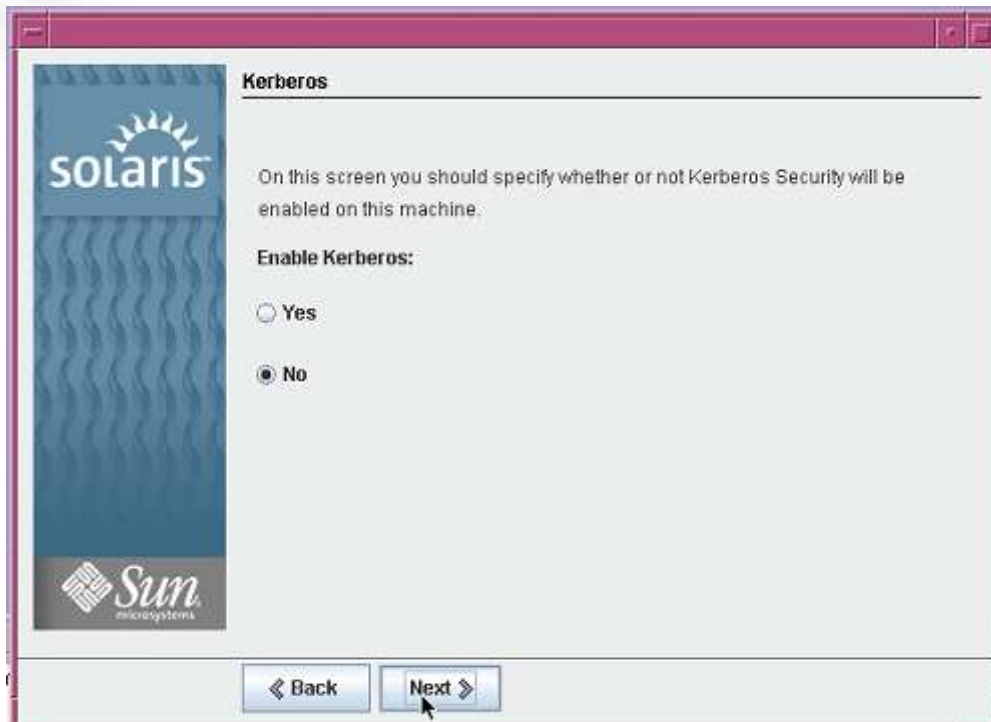 Kerberos
solaris
On this screen you should specify whether or not Kerberos Security will be
enabled on this machine.
Enable Kerberos:
Yes
No
Sun
microsystems
Back
Next